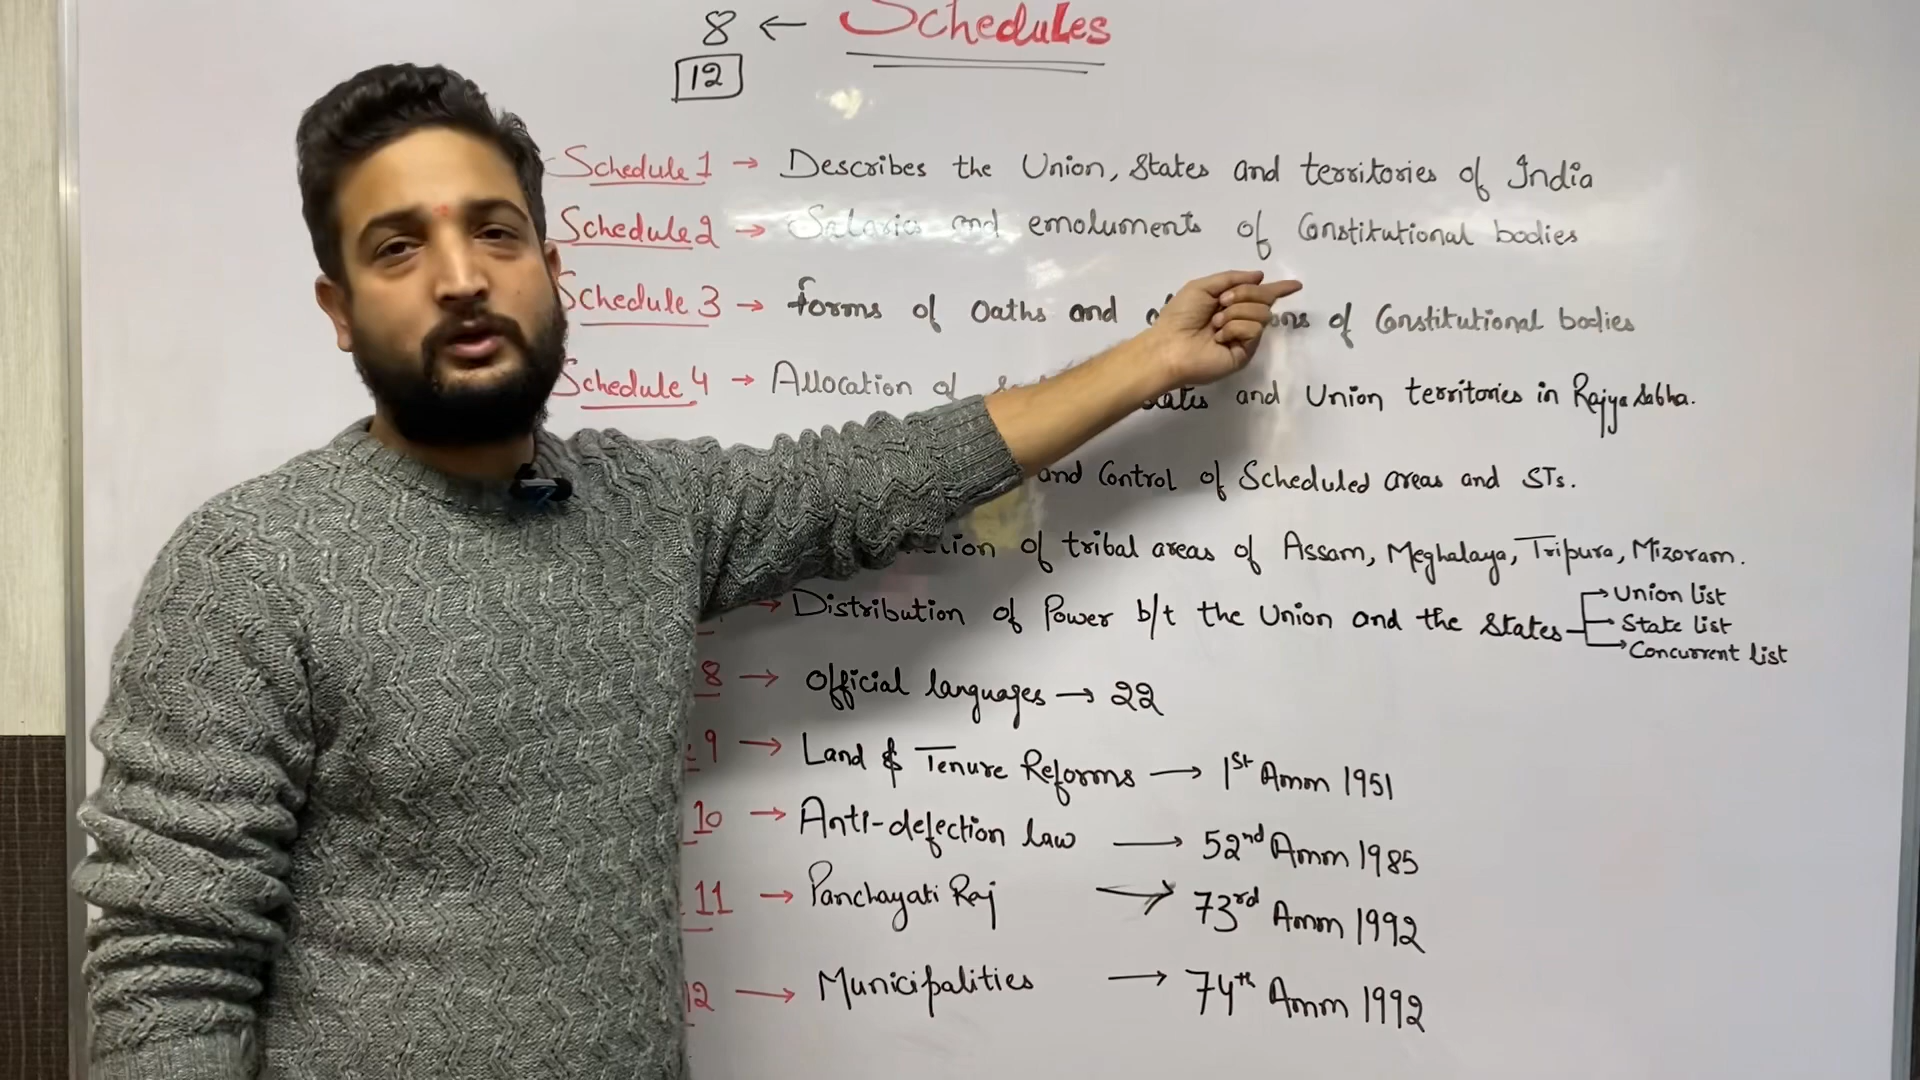 8 ← Schedules
12
Schedule 1 → Describes the Union, States and territories of India
Schedule 2 → Salaries and emoluments of Constitutional bodies
Schedule 3 → forms of Oaths and of Constitutional bodies
Schedule 4 → Allocation of and Union territories in Rajya Sabha.
and Control of Scheduled areas and STs.
of tribal areas of Assam, Meghalaya, Tripura, Mizoram.
→ Distribution of Power b/t the Union and the States
→ Union list
→ State list
→ Concurrent list
8 → Official languages → 22
9 → Land & Tenure Reforms → 1st Amm 1951
10 → Anti-defection law → 52nd Amm 1985
11 → Panchayati Raj → 73rd Amm 1992
12 → Municipalities → 74th Amm 1992